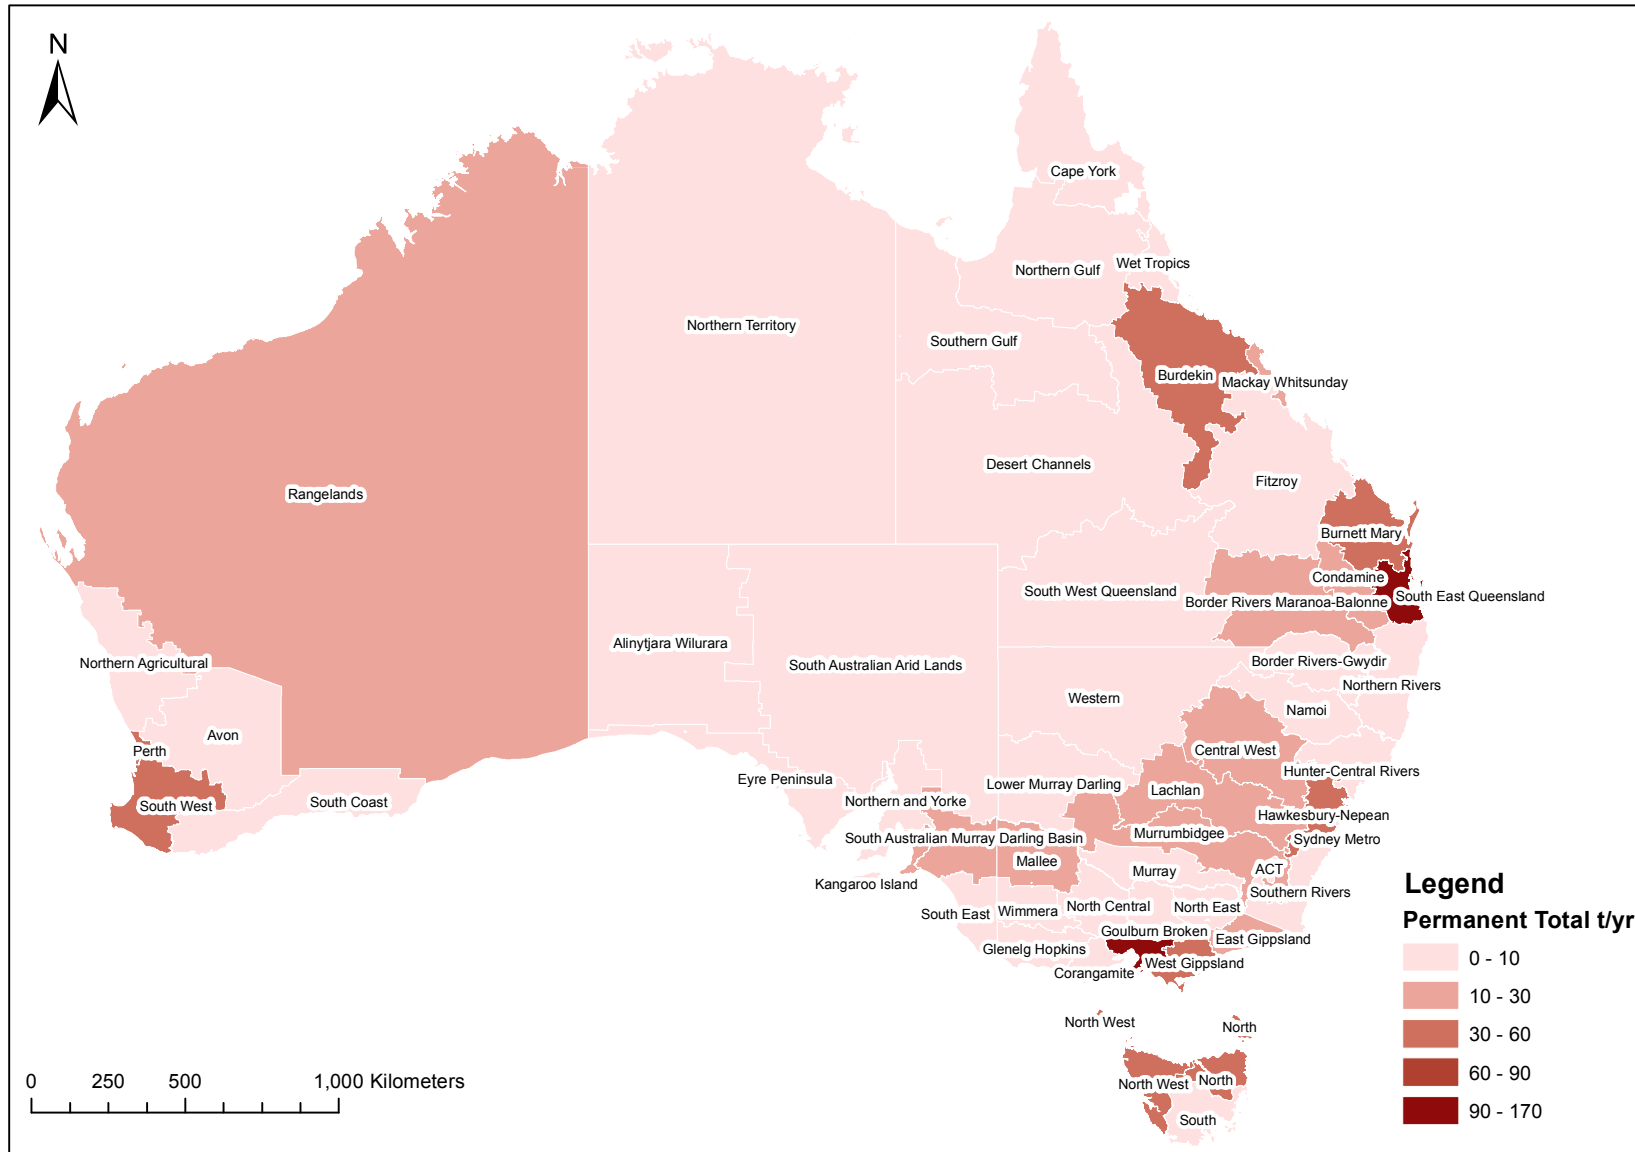 N
Cape York
Wet Tropics
Northern Gulf
Northern Territory
Southern Gulf
Burdekin
Mackay Whitsunday
Desert Channels
Fitzroy
Rangelands
Burnett Mary
Condamine
South West Queensland
South East Queensland
Border Rivers Maranoa-Balonne
Alinytjara Wilurara
South Australian Arid Lands
Northern Agricultural
Border Rivers-Gwydir
Northern Rivers
Western
Namoi
Avon
Perth
Central West
Hunter-Central Rivers
Eyre Peninsula
Lower Murray Darling
Lachlan
South West
South Coast
Northern and Yorke
Hawkesbury-Nepean
South Australian Murray Darling Basin
Murrumbidgee
Sydney Metro
Mallee
Murray
ACT
Kangaroo Island
Southern Rivers
South East
Wimmera
North Central
North East
Goulburn Broken
East Gippsland
Glenelg Hopkins
West Gippsland
Corangamite
North West
North
North West
North
South
Legend
Permanent Total t/yr
0 - 10
10 - 30
30 - 60
60 - 90
90 - 170
0 250 500 1,000 Kilometers